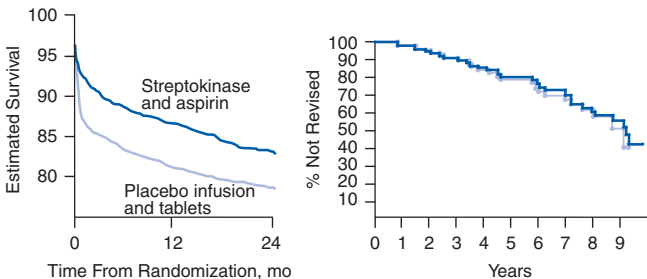 Estimated Survival
100
95
90
85
80
Streptokinase
and aspirin
Placebo infusion
and tablets
0
12
24
Time From Randomization, mo
% Not Revised
100
90
80
70
60
50
40
30
20
10
0 1 2 3 4 5 6 7 8 9
Years